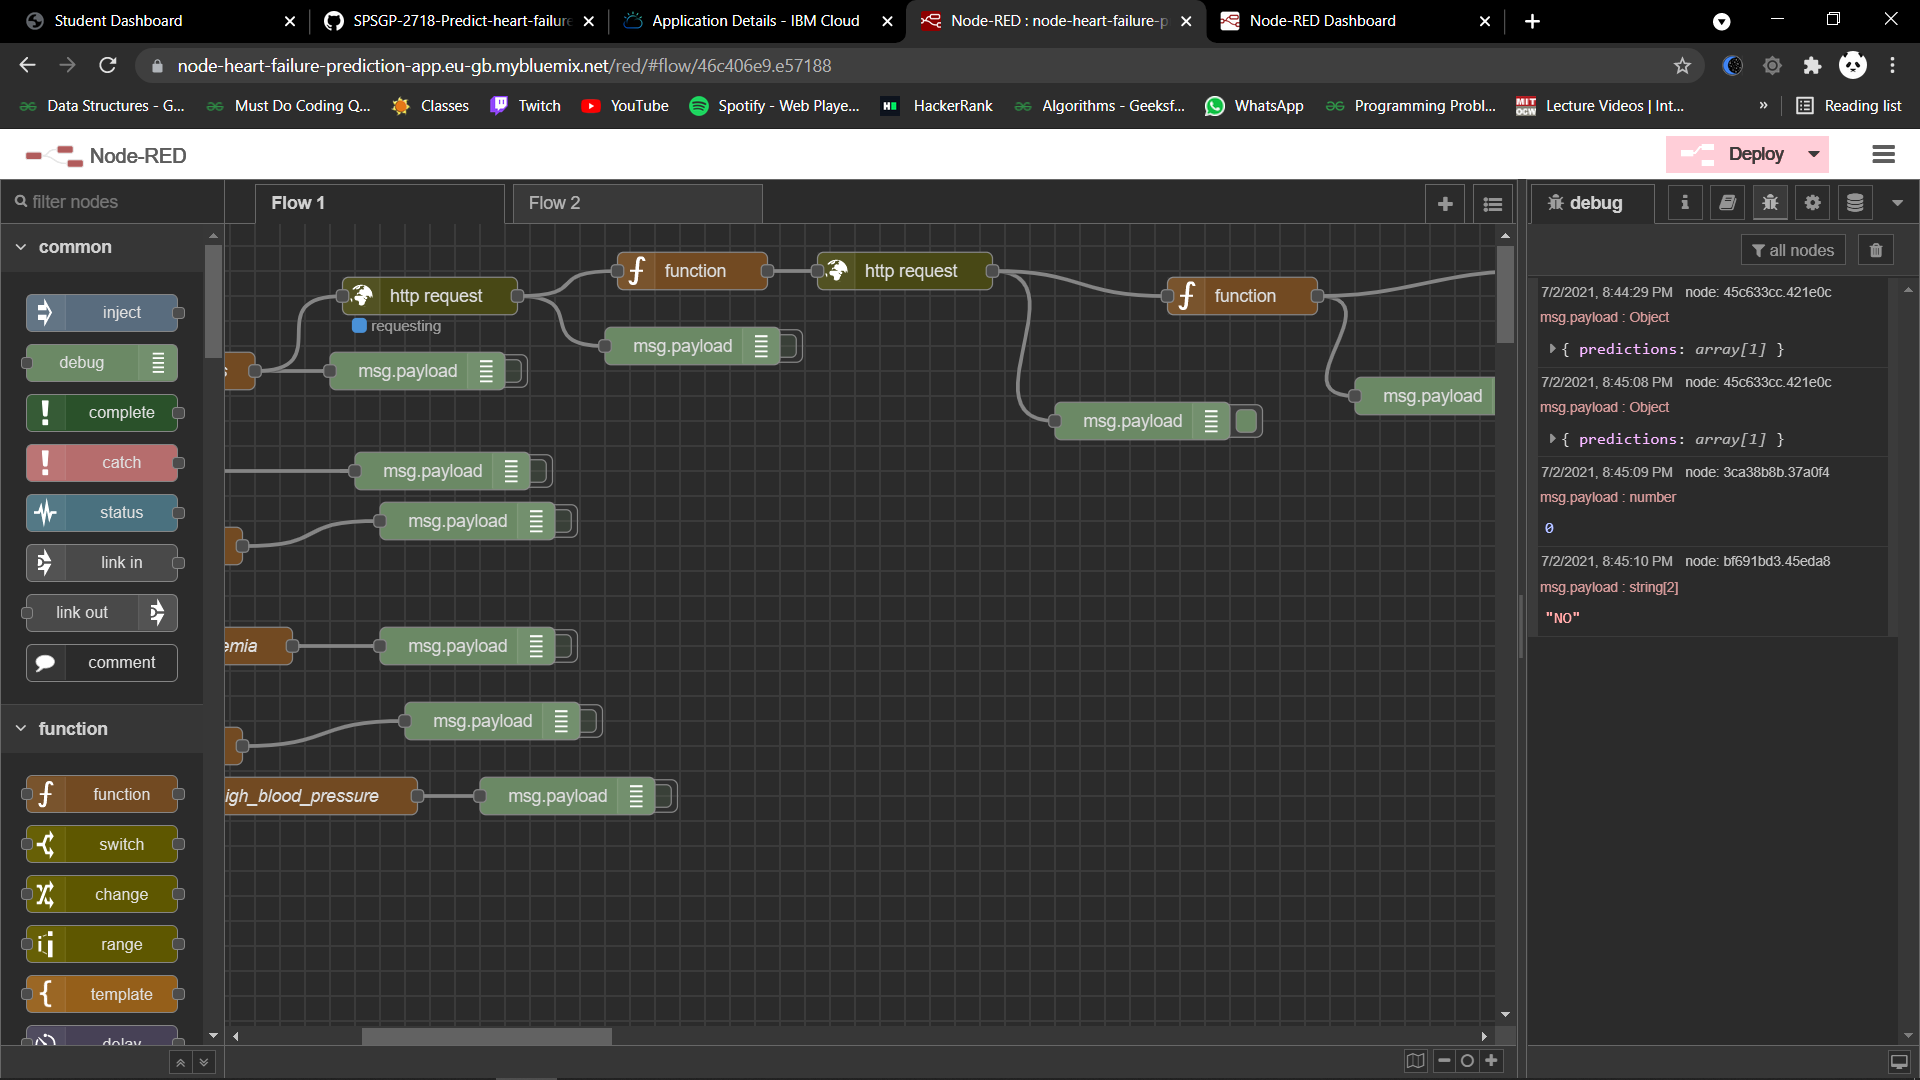 Student Dashboard
SPSGP-2718-Predict-heart-failure
Application Details - IBM Cloud
Node-RED : node-heart-failure-p
Node-RED Dashboard
node-heart-failure-prediction-app.eu-gb.mybluemix.net/red/#flow/46c406e9.e57188
Data Structures - G...
Must Do Coding Q...
Classes
Twitch
YouTube
Spotify - Web Playe...
HackerRank
Algorithms - Geeksf...
WhatsApp
Programming Probl...
MIT OCW
Lecture Videos | Int...
»
Reading list
Node-RED
Deploy
filter nodes
Flow 1
Flow 2
debug
all nodes
common
inject
debug
complete
catch
status
link in
link out
comment
function
function
switch
change
range
template
delay
http request
requesting
function
http request
function
msg.payload
s
msg.payload
msg.payload
msg.payload
msg.payload
msg.payload
emia
msg.payload
msg.payload
igh_blood_pressure
msg.payload
7/2/2021, 8:44:29 PM node: 45c633cc.421e0c
msg.payload : Object
{ predictions: array[1] }
7/2/2021, 8:45:08 PM node: 45c633cc.421e0c
msg.payload : Object
{ predictions: array[1] }
7/2/2021, 8:45:09 PM node: 3ca38b8b.37a0f4
msg.payload : number
0
7/2/2021, 8:45:10 PM node: bf691bd3.45eda8
msg.payload : string[2]
"NO"